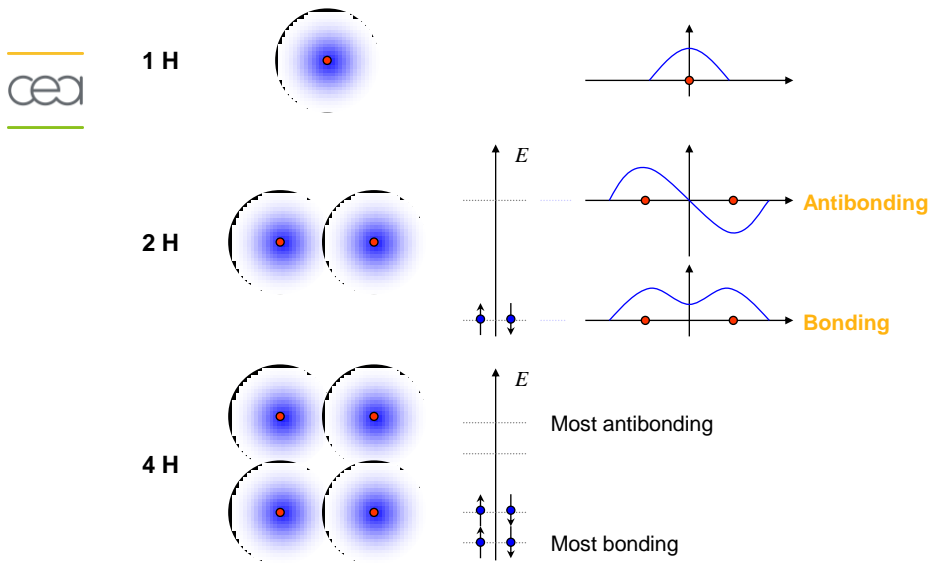 1 H
cea
E
Antibonding
2 H
Bonding
E
Most antibonding
4 H
Most bonding